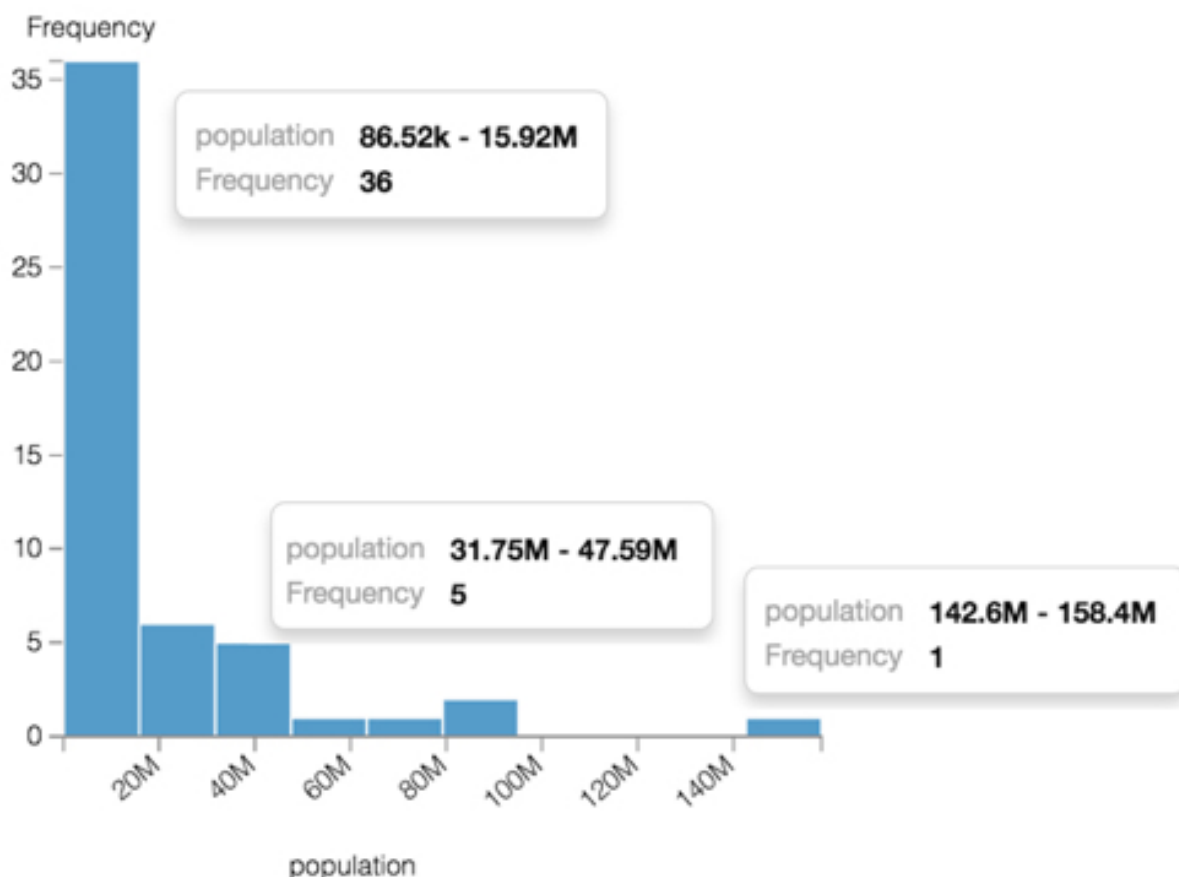 Frequency
35
30
25
20
15
10
5
0
population 86.52k - 15.92M
Frequency 36
population 31.75M - 47.59M
Frequency 5
population 142.6M - 158.4M
Frequency 1
20M 40M 60M 80M 100M 120M 140M
population